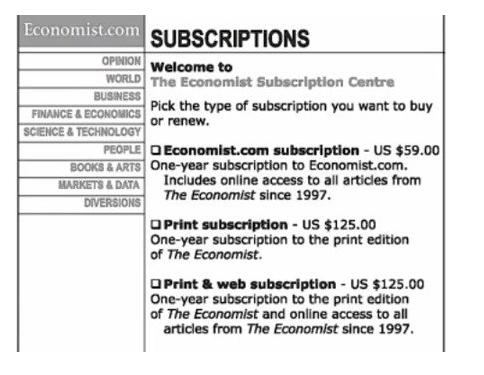 Economist.com
OPINION
WORLD
BUSINESS
FINANCE & ECONOMICS
SCIENCE & TECHNOLOGY
PEOPLE
BOOKS & ARTS
MARKETS & DATA
DIVERSIONS
SUBSCRIPTIONS
Welcome to
The Economist Subscription Centre
Pick the type of subscription you want to buy
or renew.
Economist.com subscription - US $59.00
One-year subscription to Economist.com.
Includes online access to all articles from
The Economist since 1997.
Print subscription - US $125.00
One-year subscription to the print edition
of The Economist.
Print & web subscription - US $125.00
One-year subscription to the print edition
of The Economist and online access to all
articles from The Economist since 1997.